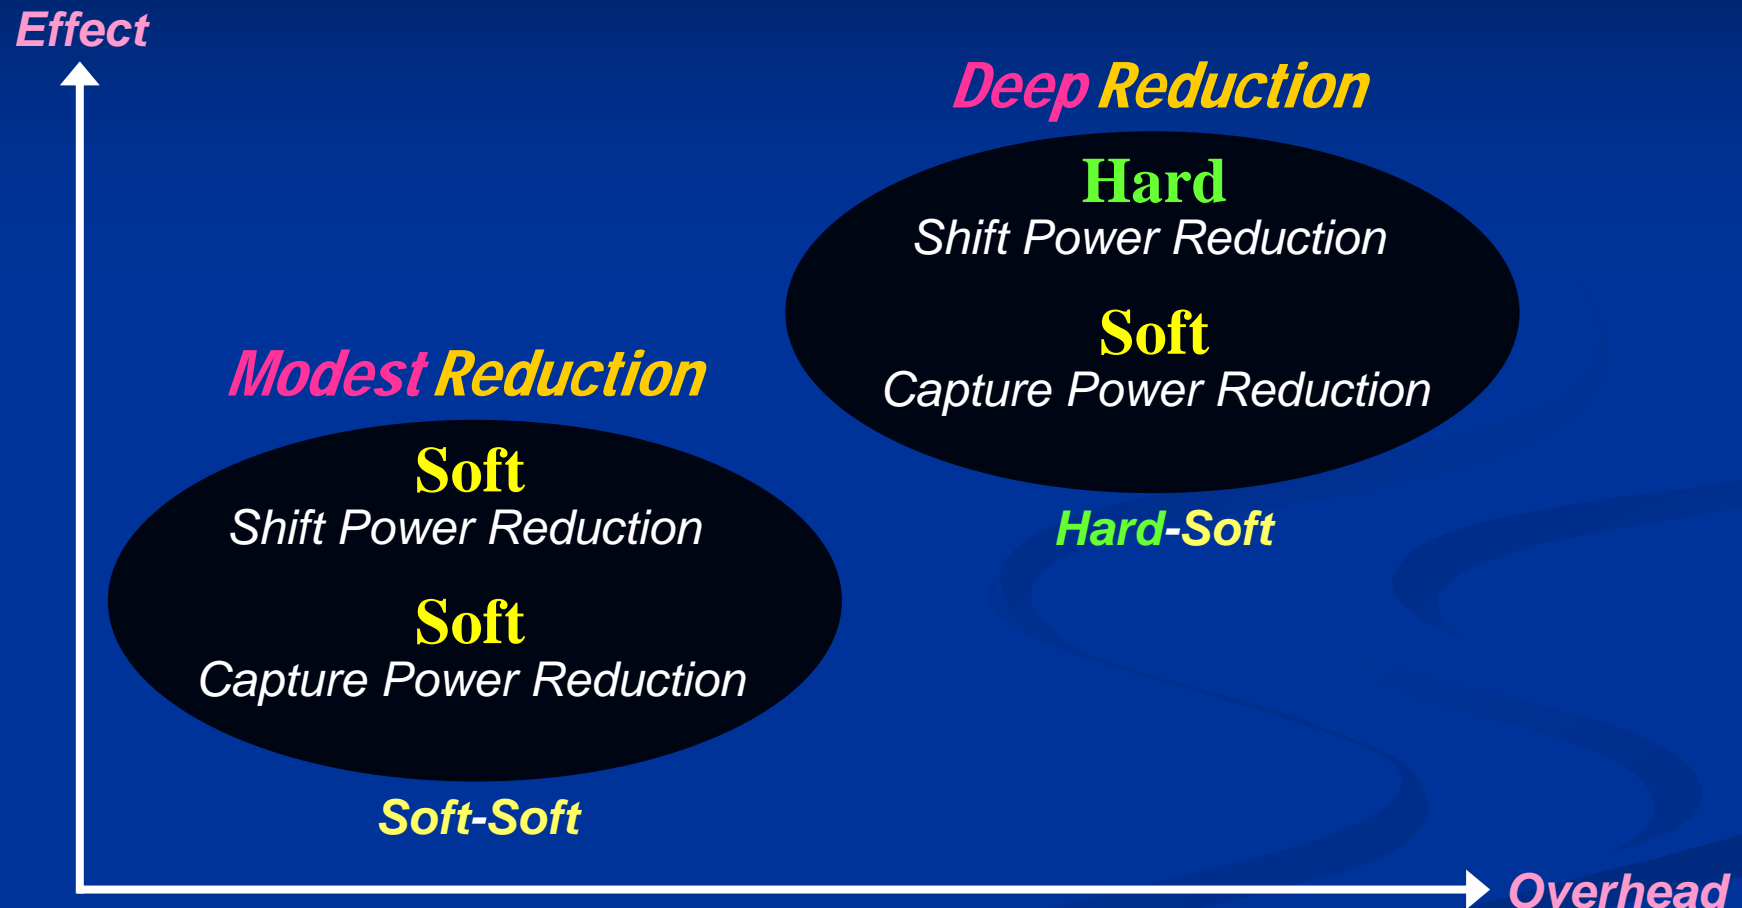 Effect
Deep Reduction
Hard
Shift Power Reduction
Soft
Capture Power Reduction
Hard-Soft
Modest Reduction
Soft
Shift Power Reduction
Soft
Capture Power Reduction
Soft-Soft
Overhead